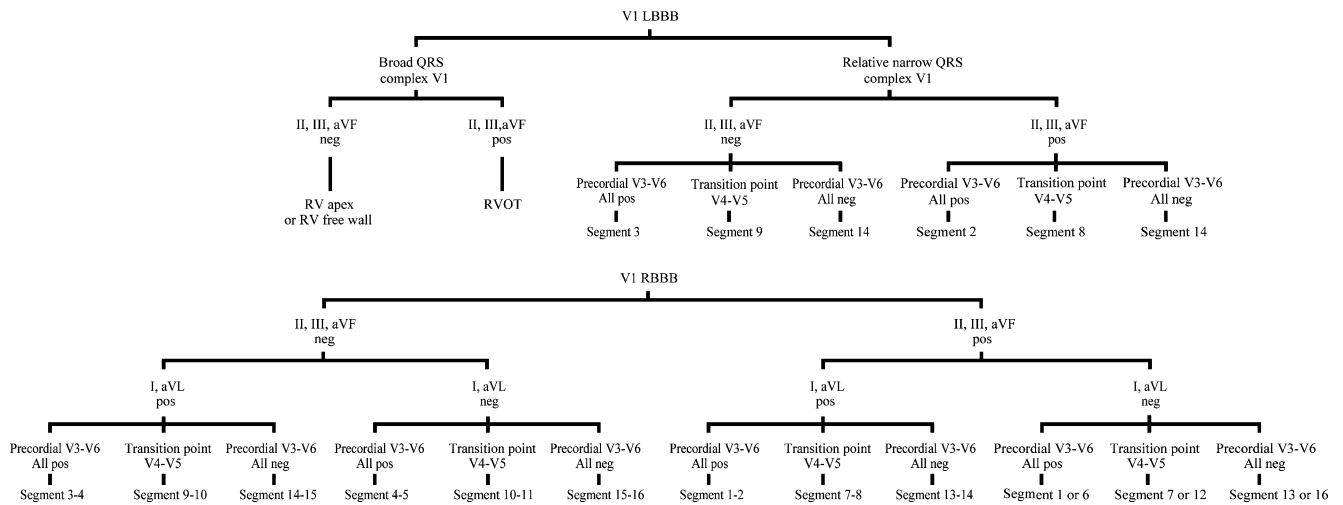 V1 LBBB
Broad QRS
complex V1
Relative narrow QRS
complex V1
II, III, aVF
neg
II, III,aVF
pos
II, III, aVF
neg
II, III, aVF
pos
RV apex
or RV free wall
RVOT
Precordial V3-V6
All pos
Transition point
V4-V5
Precordial V3-V6
All neg
Precordial V3-V6
All pos
Transition point
V4-V5
Precordial V3-V6
All neg
Segment 3
Segment 9
Segment 14
Segment 2
Segment 8
Segment 14
V1 RBBB
II, III, aVF
neg
II, III, aVF
pos
I, aVL
pos
I, aVL
neg
I, aVL
pos
I, aVL
neg
Precordial V3-V6
All pos
Transition point
V4-V5
Precordial V3-V6
All neg
Precordial V3-V6
All pos
Transition point
V4-V5
Precordial V3-V6
All neg
Precordial V3-V6
All pos
Transition point
V4-V5
Precordial V3-V6
All neg
Precordial V3-V6
All pos
Transition point
V4-V5
Precordial V3-V6
All neg
Segment 3-4
Segment 9-10
Segment 14-15
Segment 4-5
Segment 10-11
Segment 15-16
Segment 1-2
Segment 7-8
Segment 13-14
Segment 1 or 6
Segment 7 or 12
Segment 13 or 16